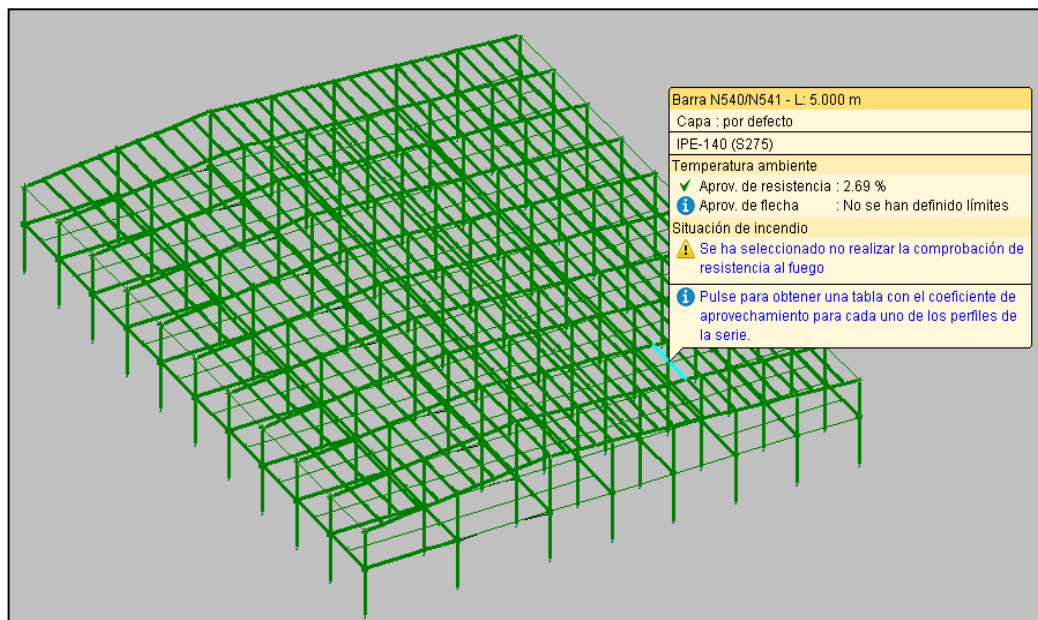 Barra N540/N541 - L: 5.000 m
Capa : por defecto
IPE-140 (S275)
Temperatura ambiente
Aprov. de resistencia : 2.69 %
Aprov. de flecha : No se han definido límites
Situación de incendio
Se ha seleccionado no realizar la comprobación de
resistencia al fuego
Pulse para obtener una tabla con el coeficiente de
aprovechamiento para cada uno de los perfiles de
la serie.